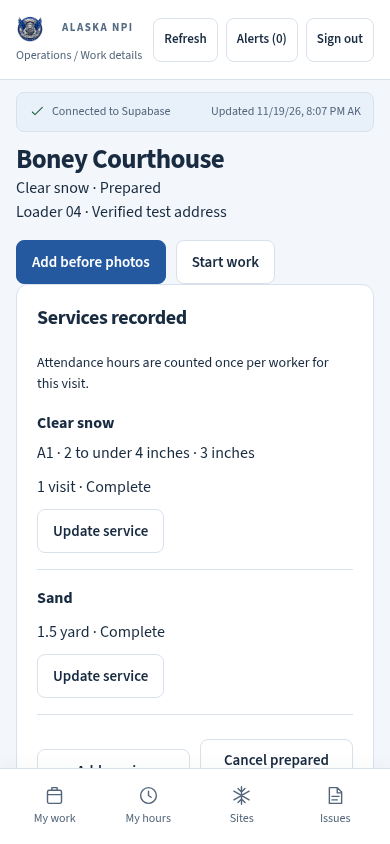 ALASKA NPI
Operations / Work details
Refresh
Alerts (0)
Sign out
Connected to Supabase
Updated 11/19/26, 8:07 PM AK
Boney Courthouse
Clear snow · Prepared
Loader 04 · Verified test address
Add before photos
Start work
Services recorded
Attendance hours are counted once per worker for
this visit.
Clear snow
A1 · 2 to under 4 inches · 3 inches
1 visit · Complete
Update service
Sand
1.5 yard · Complete
Update service
Cancel prepared
My work
My hours
Sites
Issues